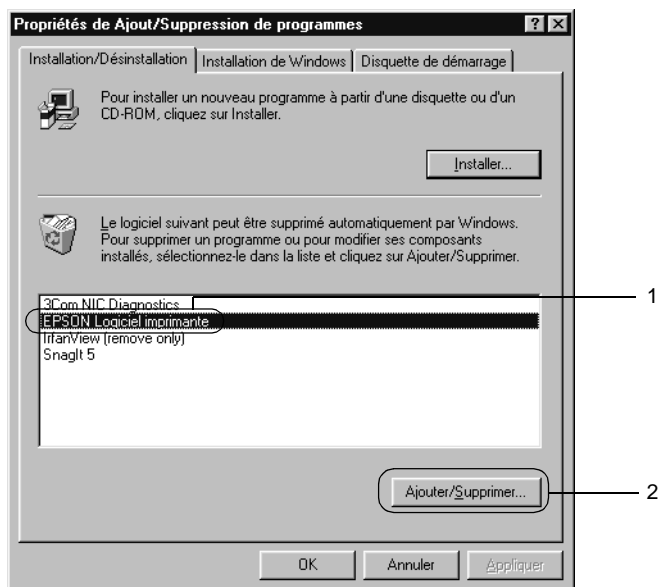 Propriétés de Ajout/Suppression de programmes
Installation/Désinstallation
Installation de Windows
Disquette de démarrage
Pour installer un nouveau programme à partir d'une disquette ou d'un
CD-ROM, cliquez sur Installer.
Installer...
Le logiciel suivant peut être supprimé automatiquement par Windows.
Pour supprimer un programme ou pour modifier ses composants
installés, sélectionnez-le dans la liste et cliquez sur Ajouter/Supprimer.
3Com NIC Diagnostics
1
EPSON Logiciel imprimante
IrfanView (remove only)
SnagIt 5
Ajouter/Supprimer...
2
OK
Annuler
Appliquer